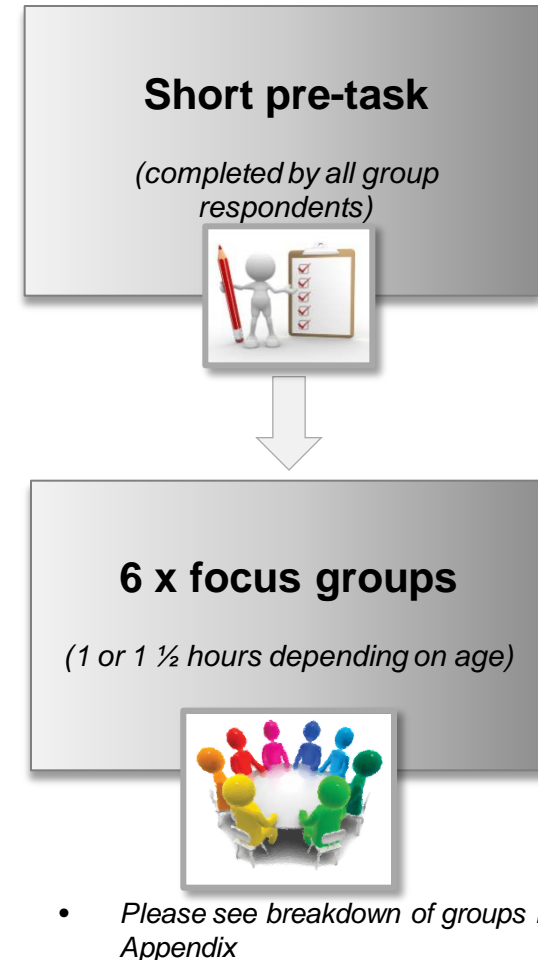 Short pre-task
(completed by all group
respondents)
6 x focus groups
(1 or 1 ½ hours depending on age)
• Please see breakdown of groups
Appendix